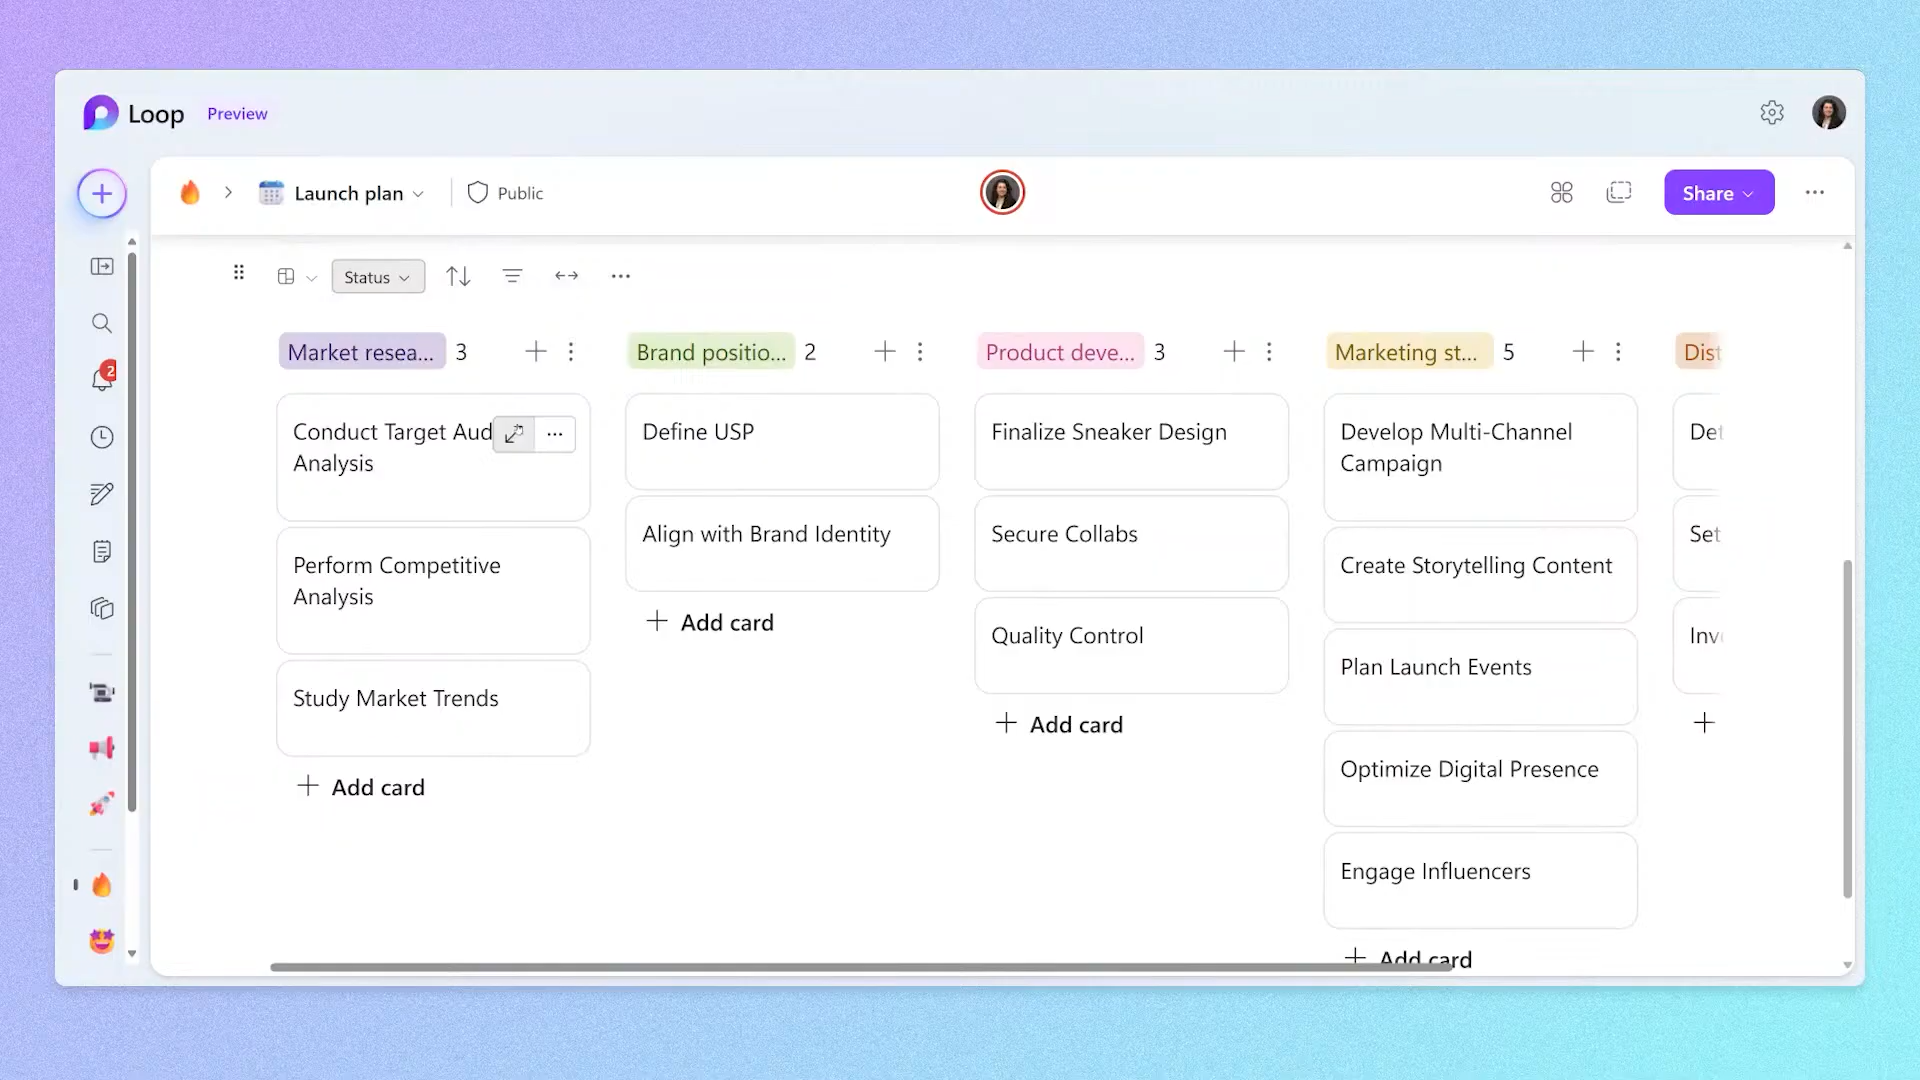 Loop Preview
Launch plan
Public
Share
2
Status
Market resea... 3
Brand positio... 2
Product deve... 3
Marketing st... 5
Dist
Conduct Target Aud
Analysis
Perform Competitive
Analysis
Study Market Trends
Add card
Define USP
Align with Brand Identity
Add card
Finalize Sneaker Design
Secure Collabs
Quality Control
Add card
Develop Multi-Channel
Campaign
Create Storytelling Content
Plan Launch Events
Optimize Digital Presence
Engage Influencers
Add card
Det
Set
Inv